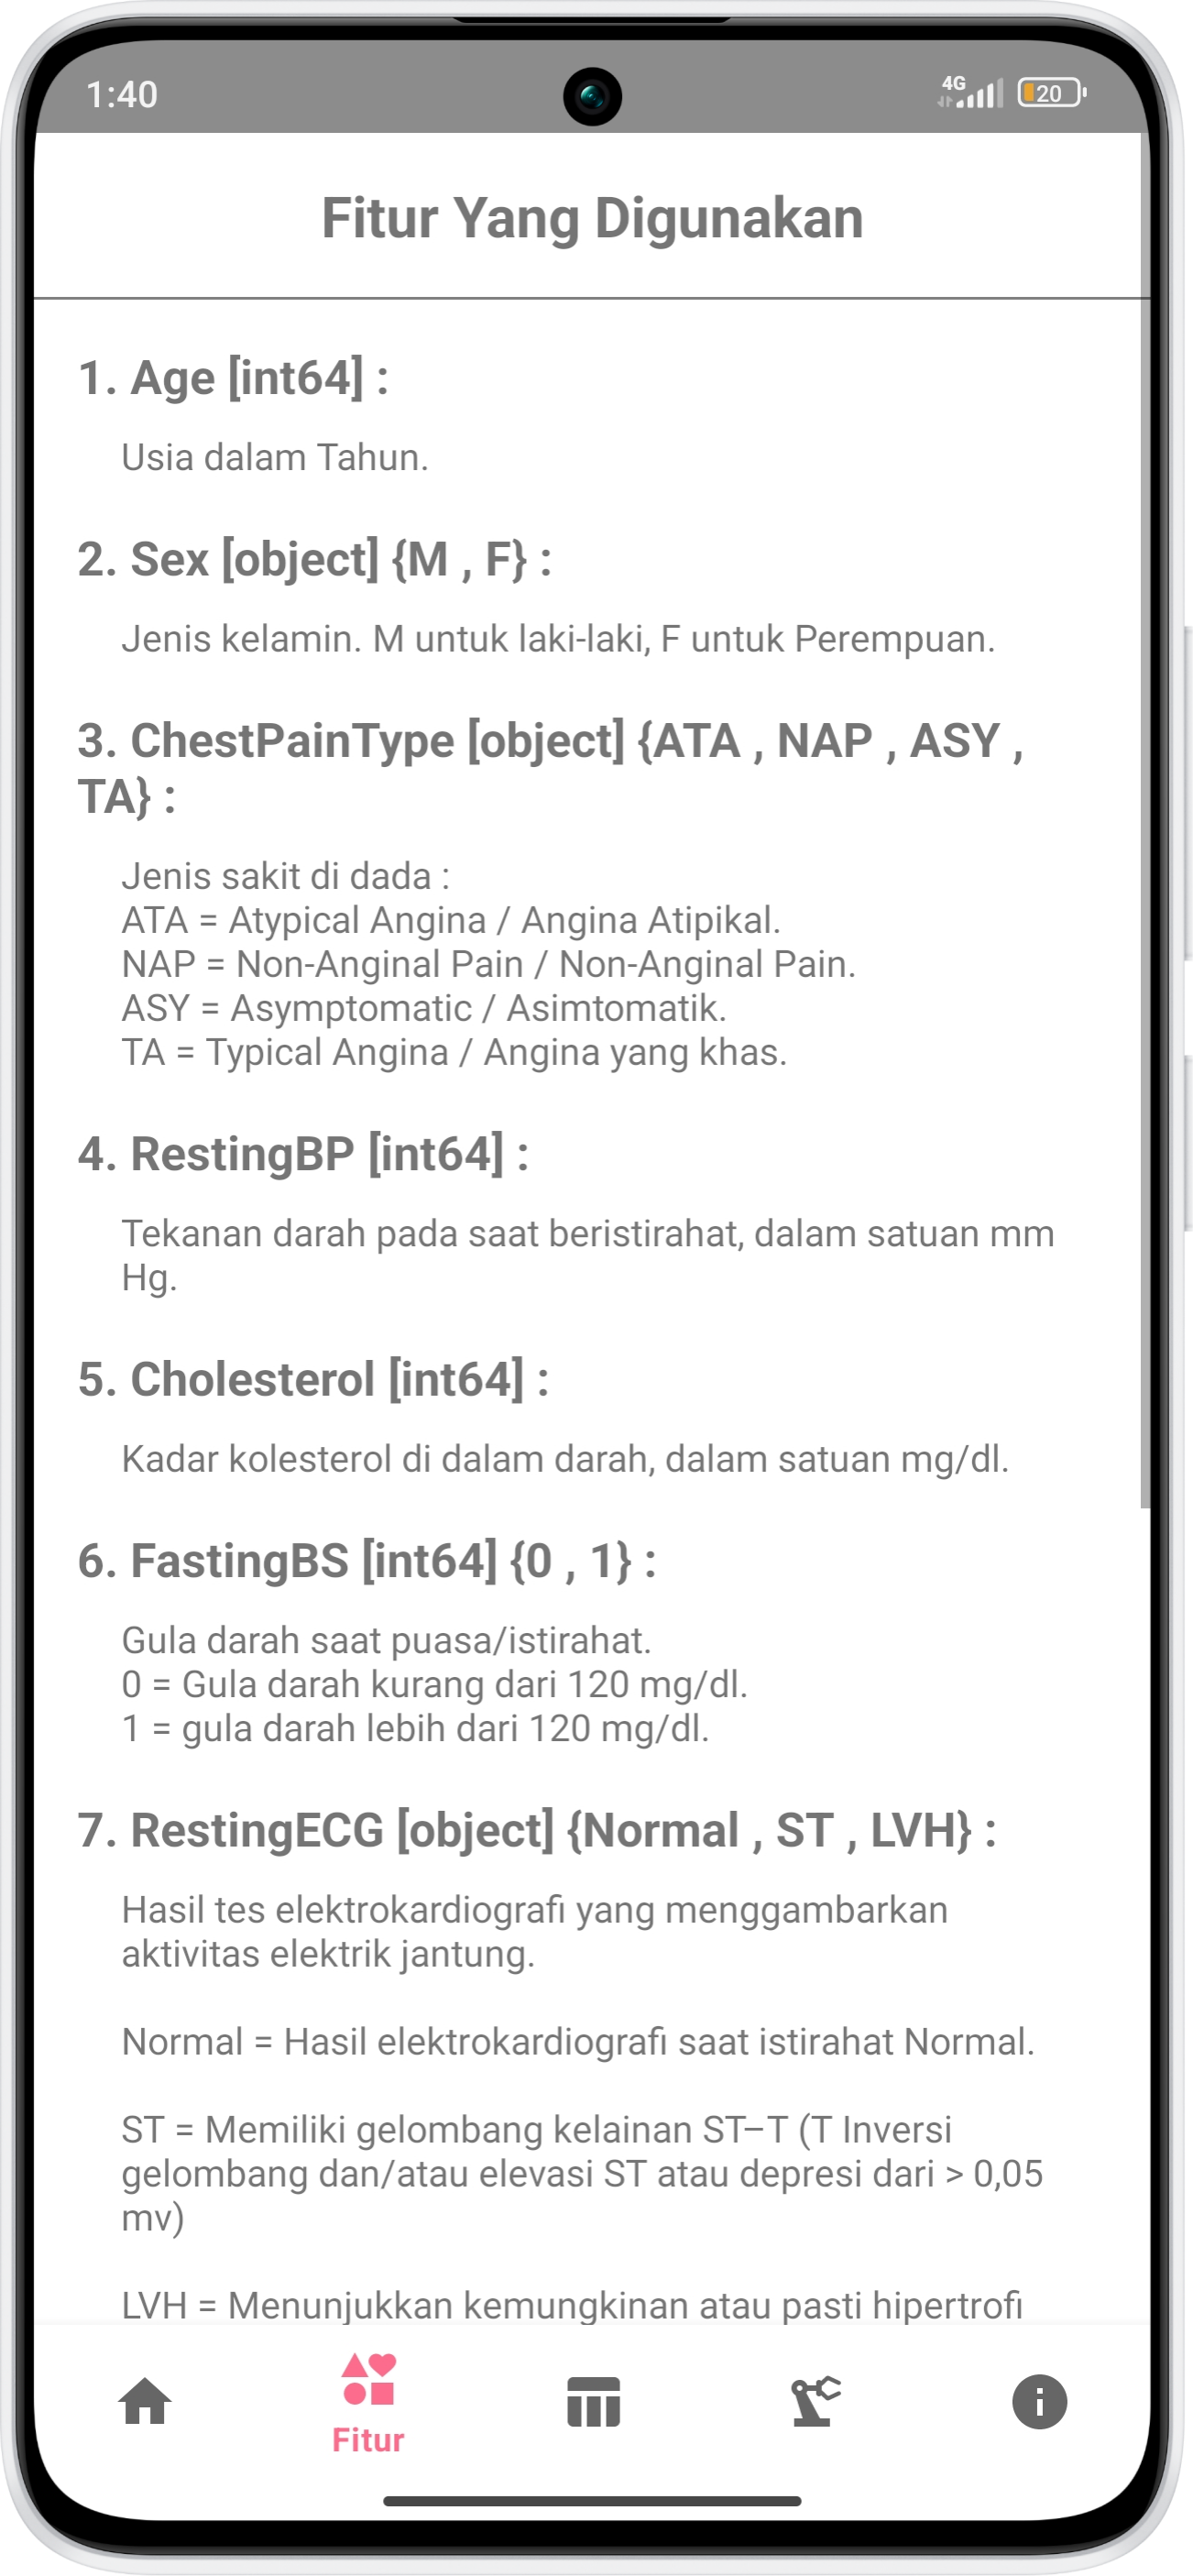 1:40
4G
20
Fitur Yang Digunakan
1. Age [int64] :
Usia dalam Tahun.
2. Sex [object] {M , F} :
Jenis kelamin. M untuk laki-laki, F untuk Perempuan.
3. ChestPainType [object] {ATA , NAP , ASY ,
TA} :
Jenis sakit di dada :
ATA = Atypical Angina / Angina Atipikal.
NAP = Non-Anginal Pain / Non-Anginal Pain.
ASY = Asymptomatic / Asimtomatik.
TA = Typical Angina / Angina yang khas.
4. RestingBP [int64] :
Tekanan darah pada saat beristirahat, dalam satuan mm
Hg.
5. Cholesterol [int64] :
Kadar kolesterol di dalam darah, dalam satuan mg/dl.
6. FastingBS [int64] {0 , 1} :
Gula darah saat puasa/istirahat.
0 = Gula darah kurang dari 120 mg/dl.
1 = gula darah lebih dari 120 mg/dl.
7. RestingECG [object] {Normal , ST , LVH} :
Hasil tes elektrokardiografi yang menggambarkan
aktivitas elektrik jantung.
Normal = Hasil elektrokardiografi saat istirahat Normal.
ST = Memiliki gelombang kelainan ST–T (T Inversi
gelombang dan/atau elevasi ST atau depresi dari > 0,05
mv)
LVH = Menunjukkan kemungkinan atau pasti hipertrofi
Fitur